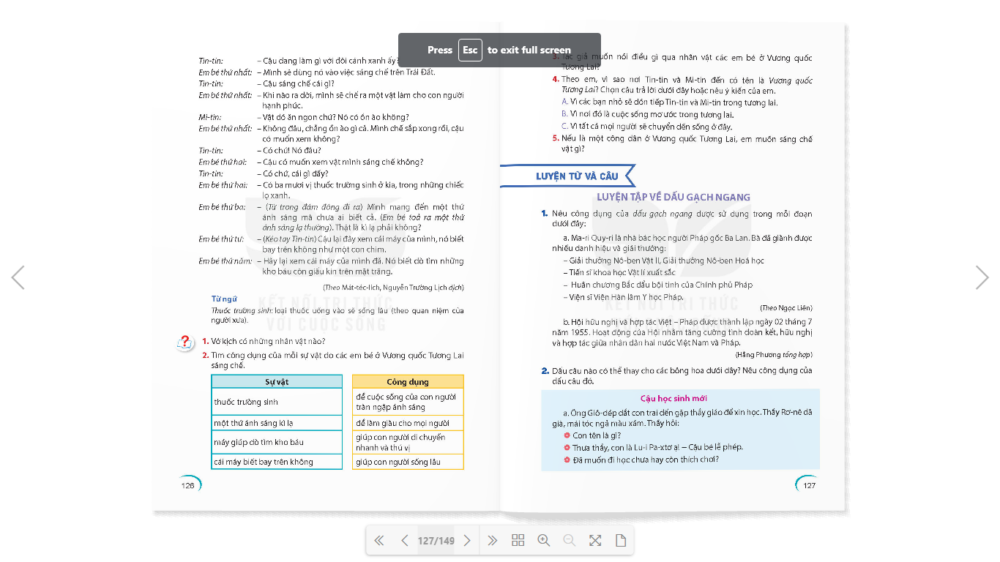 Press Esc to exit full screen
Tin-tin: – Cậu đang làm gì với đôi cánh xanh ấy?
Em bé thứ nhất: – Mình sẽ dùng nó vào việc sáng chế trên Trái Đất.
Tin-tin: – Cậu sáng chế cái gì?
Em bé thứ nhất: – Khi nào ra đời, mình sẽ chế ra một vật làm cho con người
hạnh phúc.
Mi-tin: – Vật đó ăn ngon chứ? Nó có ồn ào không?
Em bé thứ nhất: – Không đâu, chẳng ồn ào gì cả. Mình chế sắp xong rồi, cậu
có muốn xem không?
Tin-tin: – Có chứ! Nó đâu?
Em bé thứ hai: – Cậu có muốn xem vật mình sáng chế không?
Tin-tin: – Có chứ, cái gì đấy?
Em bé thứ hai: – Có ba mươi vị thuốc trường sinh ở kia, trong những chiếc
lọ xanh.
Em bé thứ ba: – (Từ trong đám đông đi ra) Mình mang đến một thứ
ánh sáng mà chưa ai biết cả. (Em bé toả ra một thứ
ánh sáng lạ thường). Thật là kì lạ phải không?
Em bé thứ tư: – (Kéo tay Tin-tin) Cậu lại đây xem cái máy của mình, nó biết
bay trên không như một con chim.
Em bé thứ năm: – Hãy lại xem cái máy của mình đã. Nó biết dò tìm những
kho báu còn giấu kín trên mặt trăng.
(Theo Mát-téc-lích, Nguyễn Trường Lịch dịch)
Từ ngữ
Thuốc trường sinh: loại thuốc uống vào sẽ sống lâu (theo quan niệm của
người xưa).
KẾT NỐI TRI THỨC
VỚI CUỘC SỐNG
1. Vở kịch có những nhân vật nào?
2. Tìm công dụng của mỗi sự vật do các em bé ở Vương quốc Tương Lai
sáng chế.
Sự vật
thuốc trường sinh
một thứ ánh sáng kì lạ
máy giúp dò tìm kho báu
cái máy biết bay trên không
Công dụng
để cuộc sống của con người
tràn ngập ánh sáng
để làm giàu cho mọi người
giúp con người di chuyển
nhanh và thú vị
giúp con người sống lâu
126
3. Tác giả muốn nói điều gì qua nhân vật các em bé ở Vương quốc
Tương Lai?
4. Theo em, vì sao nơi Tin-tin và Mi-tin đến có tên là Vương quốc
Tương Lai? Chọn câu trả lời dưới đây hoặc nêu ý kiến của em.
A. Vì các bạn nhỏ sẽ đón tiếp Tin-tin và Mi-tin trong tương lai.
B. Vì nơi đó là cuộc sống mơ ước trong tương lai.
C. Vì tất cả mọi người sẽ chuyển đến sống ở đây.
5. Nếu là một công dân ở Vương quốc Tương Lai, em muốn sáng chế
vật gì?
LUYỆN TỪ VÀ CÂU
LUYỆN TẬP VỀ DẤU GẠCH NGANG
1. Nêu công dụng của dấu gạch ngang được sử dụng trong mỗi đoạn
dưới đây:
a. Ma-ri Quy-ri là nhà bác học người Pháp gốc Ba Lan. Bà đã giành được
nhiều danh hiệu và giải thưởng:
– Giải thưởng Nô-ben Vật lí, Giải thưởng Nô-ben Hoá học
– Tiến sĩ khoa học Vật lí xuất sắc
– Huân chương Bắc đẩu bội tinh của Chính phủ Pháp
– Viện sĩ Viện Hàn lâm Y học Pháp.
KẾT NỐI TRI THỨC
(Theo Ngọc Liên)
b. Hội hữu nghị và hợp tác Việt – Pháp được thành lập ngày 02 tháng 7
năm 1955. Hoạt động của Hội nhằm tăng cường tình đoàn kết, hữu nghị
và hợp tác giữa nhân dân hai nước Việt Nam và Pháp.
(Hằng Phương tổng hợp)
2. Dấu câu nào có thể thay cho các bông hoa dưới đây? Nêu công dụng của
dấu câu đó.
Cậu học sinh mới
a. Ông Giô-dép dắt con trai đến gặp thầy giáo để xin học. Thầy Rơ-nê đã
già, mái tóc ngả màu xám. Thầy hỏi:
Con tên là gì?
Thưa thầy, con là Lu-i Pa-xtơ ạ! – Cậu bé lễ phép.
Đã muốn đi học chưa hay còn thích chơi?
127
127/149